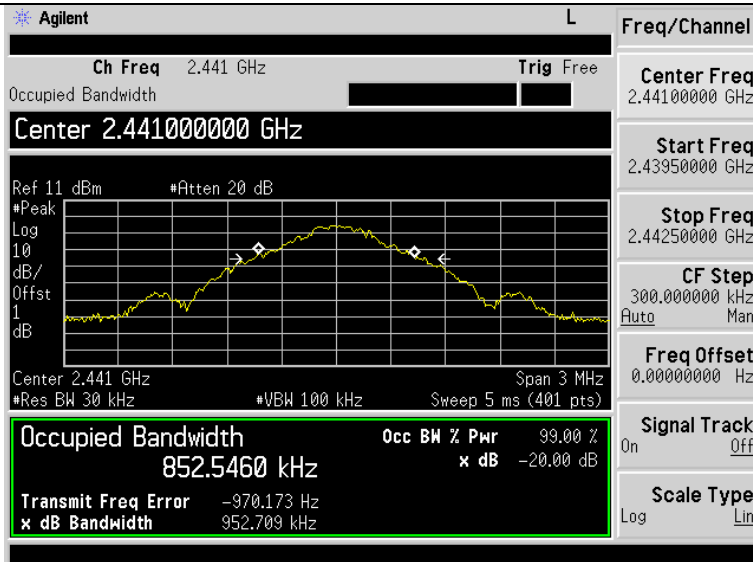 Agilent L
Ch Freq 2.441 GHz Trig Free
Occupied Bandwidth
Center 2.441000000 GHz
Ref 11 dBm #Atten 20 dB
#Peak
Log
10
dB/
Offst
1
dB
Center 2.441 GHz Span 3 MHz
#Res BW 30 kHz #VBW 100 kHz Sweep 5 ms (401 pts)
Occupied Bandwidth Occ BW % Pwr 99.00 %
852.5460 kHz x dB -20.00 dB
Transmit Freq Error -970.173 Hz
x dB Bandwidth 952.709 kHz
Freq/Channel
Center Freq
2.44100000 GHz
Start Freq
2.43950000 GHz
Stop Freq
2.44250000 GHz
CF Step
300.000000 kHz
Auto Man
Freq Offset
0.00000000 Hz
Signal Track
On Off
Scale Type
Log Lin